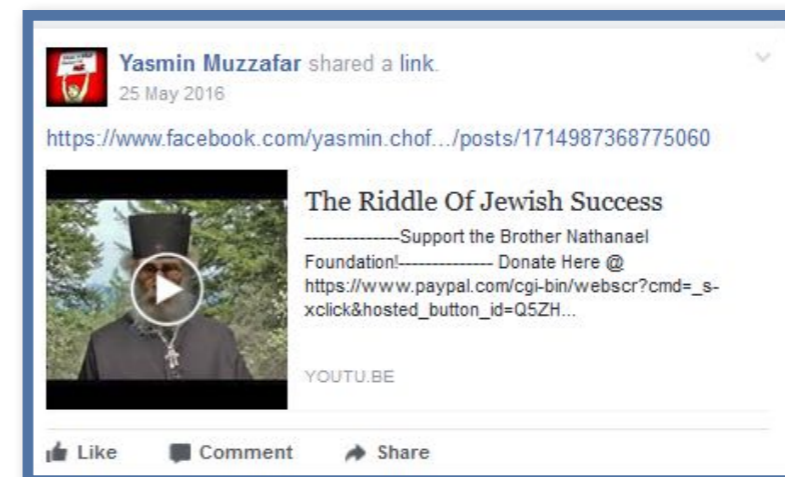 Yasmin Muzzafar shared a link.
25 May 2016
https://www.facebook.com/yasmin.chof.../posts/1714987368775060
The Riddle Of Jewish Success
--------------Support the Brother Nathanael
Foundation!-------------- Donate Here @
https://www.paypal.com/cgi-bin/webscr?cmd=_s-
xclick&hosted_button_id=Q5ZH...
YOUTU.BE
Like Comment Share